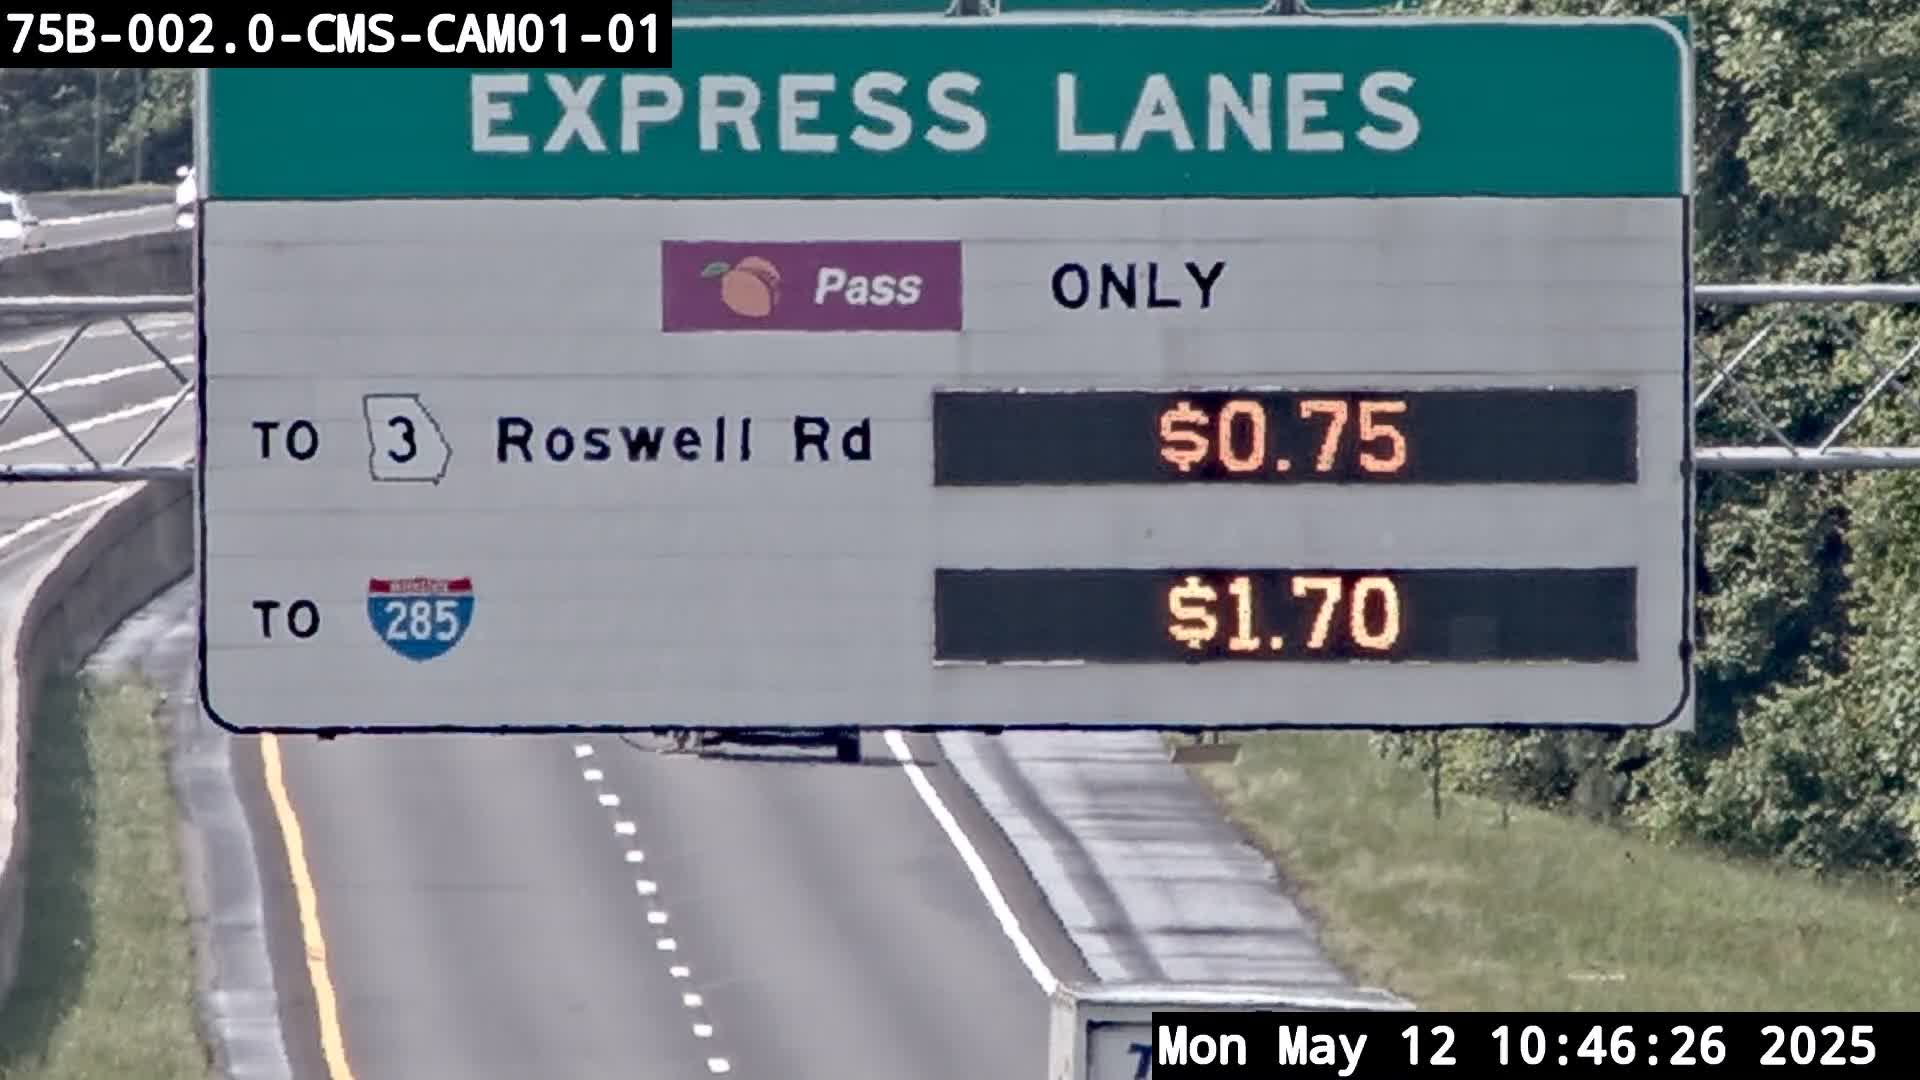 75B-002.0-CMS-CAM01-01
EXPRESS LANES
Pass ONLY
TO 3 Roswell Rd $0.75
TO INTERSTATE 285 $1.70
Mon May 12 10:46:26 2025